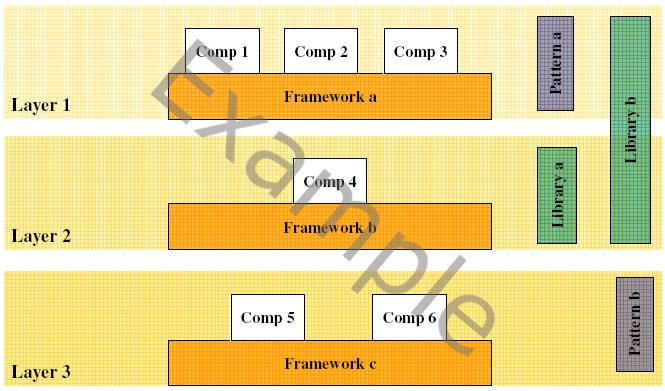 Comp 1
Comp 2
Comp 3
Framework a
Layer 1
Pattern a
Library b
Comp 4
Framework b
Layer 2
Library a
Comp 5
Comp 6
Framework c
Layer 3
Pattern b
Example